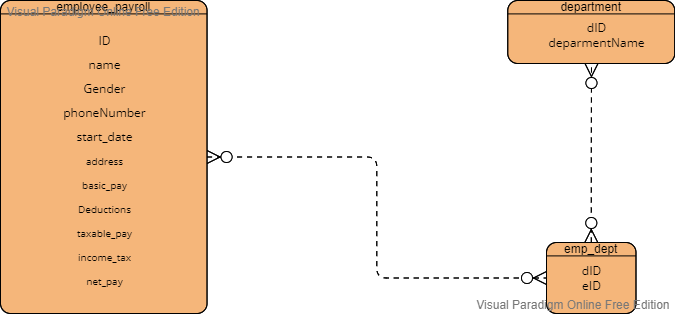 employee_payroll
Visual Paradigm Online Free Edition
ID
name
Gender
phoneNumber
start_date
address
basic_pay
Deductions
taxable_pay
income_tax
net_pay
department
dID
deparmentName
emp_dept
dID
eID
Visual Paradigm Online Free Edition